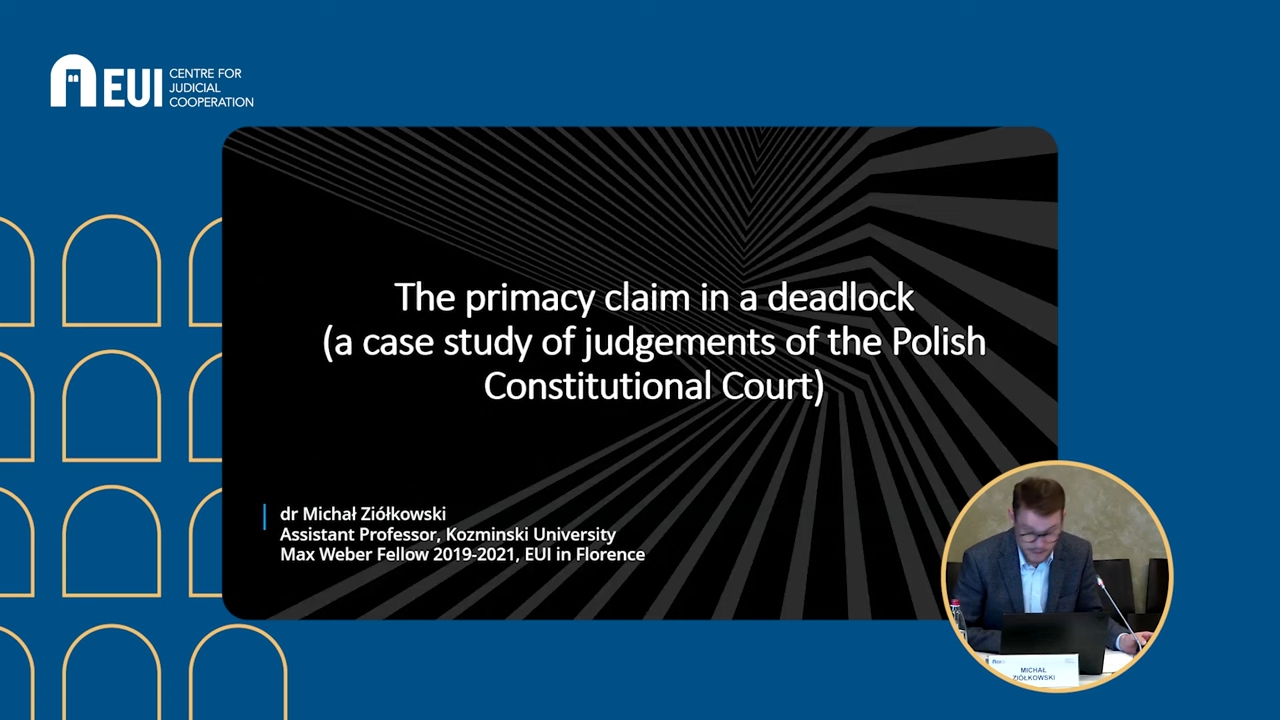 EUI
CENTRE FOR
JUDICIAL
COOPERATION
The primacy claim in a deadlock
(a case study of judgements of the Polish
Constitutional Court)
dr Michał Ziółkowski
Assistant Professor, Kozminski University
Max Weber Fellow 2019-2021, EUI in Florence
MICHAŁ
ZIÓŁKOWSKI